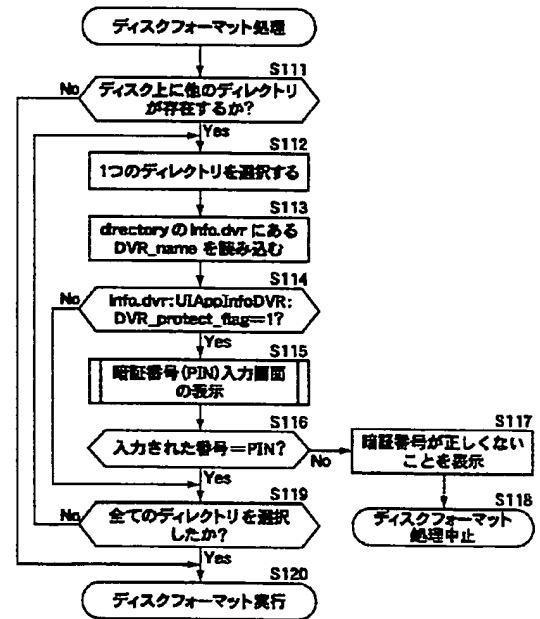 ディスクフォーマット処理
S111
ディスク上に他のディレクトリ
が存在するか?
No
Yes
S112
1つのディレクトリを選択する
S113
directoryのinfo.dvrにある
DVR_nameを読み込む
S114
info.dvr:UIAppInfoDVR:
DVR_protect_flag=1?
No
Yes
S115
暗証番号(PIN)入力画面
の表示
S116
入力された番号=PIN?
No
Yes
S117
暗証番号が正しくない
ことを表示
S118
ディスクフォーマット
処理中止
S119
全てのディレクトリを選択
したか?
No
Yes
S120
ディスクフォーマット実行